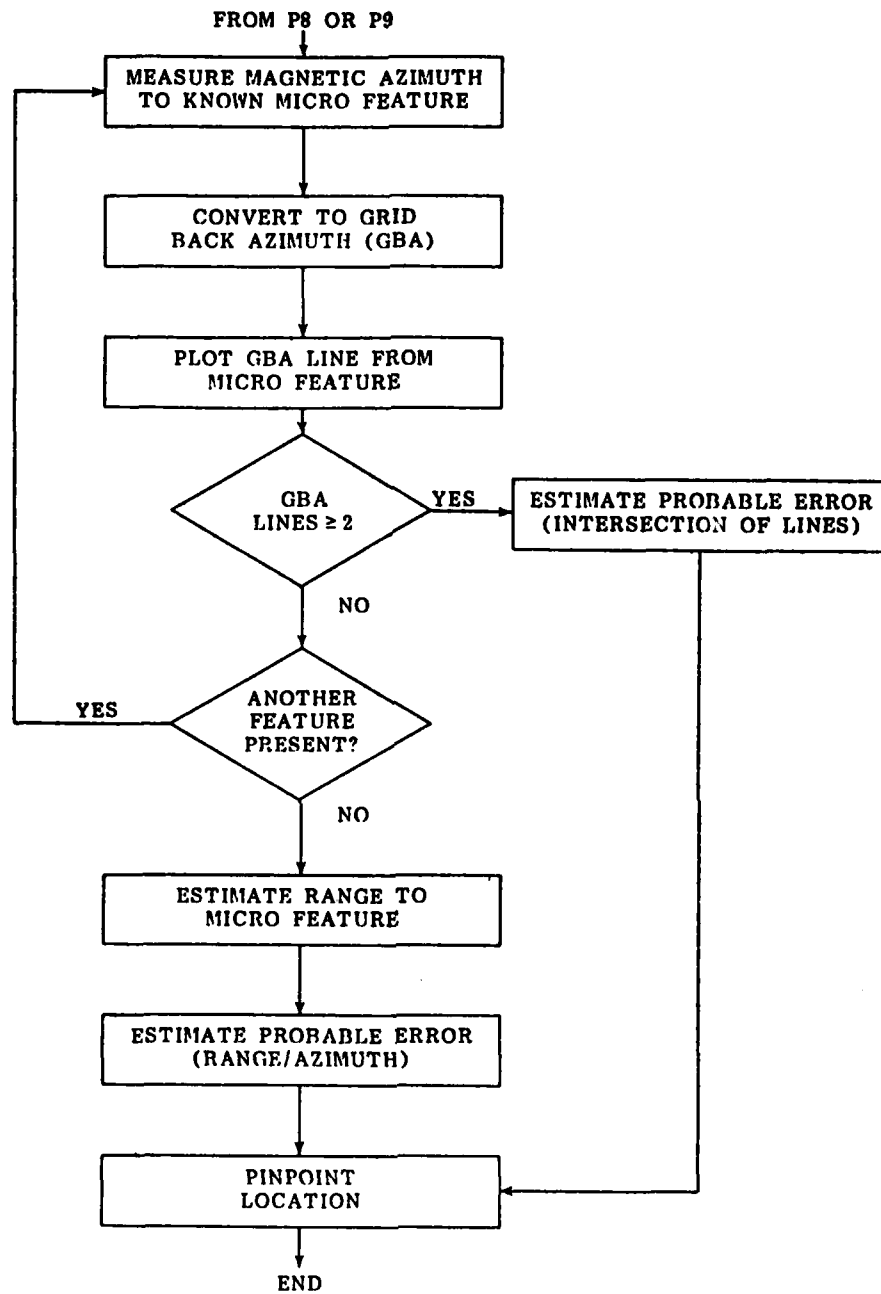 FROM P8 OR P9
MEASURE MAGNETIC AZIMUTH
TO KNOWN MICRO FEATURE
CONVERT TO GRID
BACK AZIMUTH (GBA)
PLOT GBA LINE FROM
MICRO FEATURE
GBA
LINES ≥ 2
YES
ESTIMATE PROBABLE ERROR
(INTERSECTION OF LINES)
NO
ANOTHER
FEATURE
PRESENT?
YES
NO
ESTIMATE RANGE TO
MICRO FEATURE
ESTIMATE PROBABLE ERROR
(RANGE/AZIMUTH)
PINPOINT
LOCATION
END